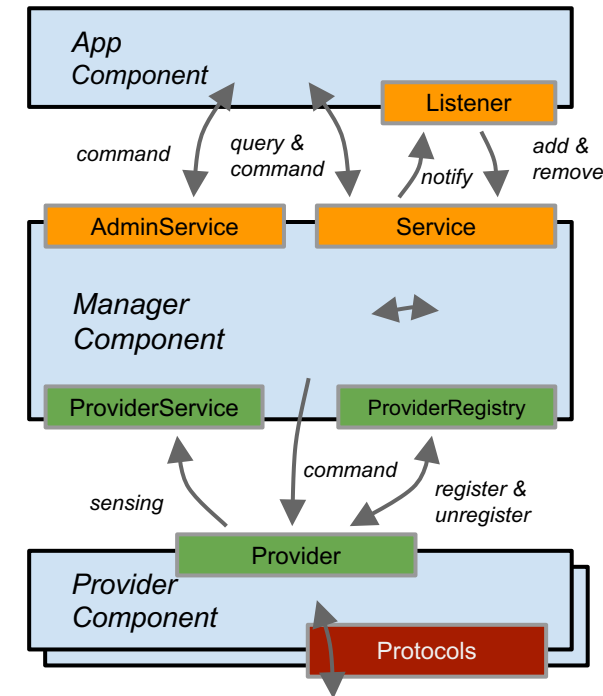 App
Component
Listener
command
query &
command
notify
add &
remove
AdminService
Service
Manager
Component
ProviderService
ProviderRegistry
sensing
command
register &
unregister
Provider
Provider
Component
Protocols